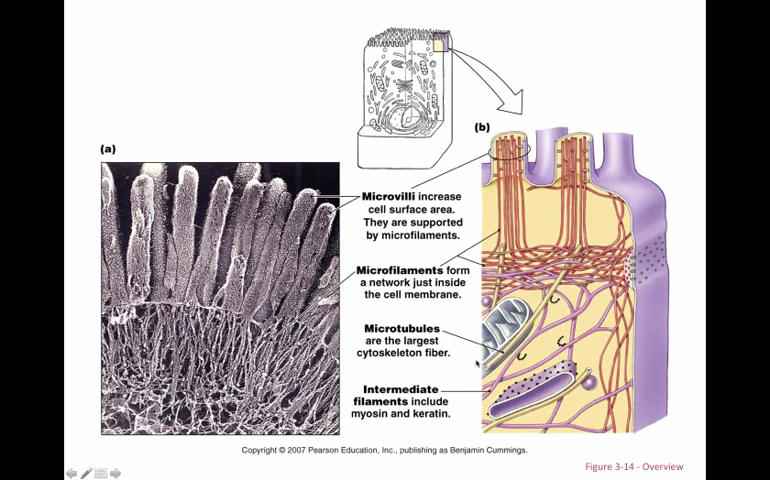 (a)
(b)
Microvilli increase
cell surface area.
They are supported
by microfilaments.
Microfilaments form
a network just inside
the cell membrane.
Microtubules
are the largest
cytoskeleton fiber.
Intermediate
filaments include
myosin and keratin.
Copyright © 2007 Pearson Education, Inc., publishing as Benjamin Cummings.
Figure 3-14 - Overview